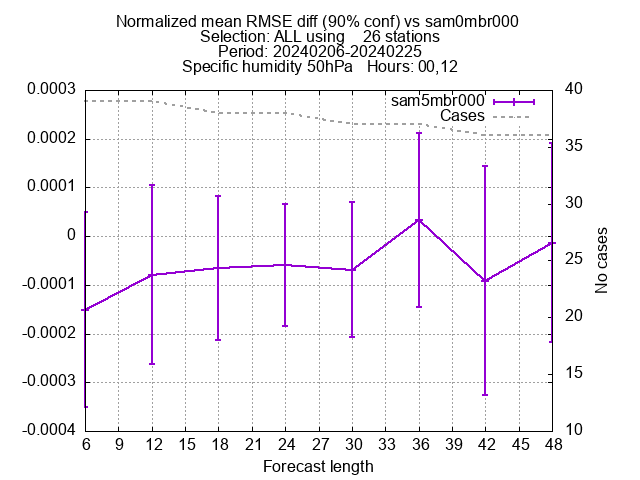 Normalized mean RMSE diff (90% conf) vs sam0mbr000
Selection: ALL using    26 stations
Period: 20240206-20240225
Specific humidity 50hPa   Hours: 00,12
sam5mbr000
Cases
0.0003
0.0002
0.0001
0
-0.0001
-0.0002
-0.0003
-0.0004
40
35
30
25
20
15
10
No cases
6 9 12 15 18 21 24 27 30 33 36 39 42 45 48
Forecast length